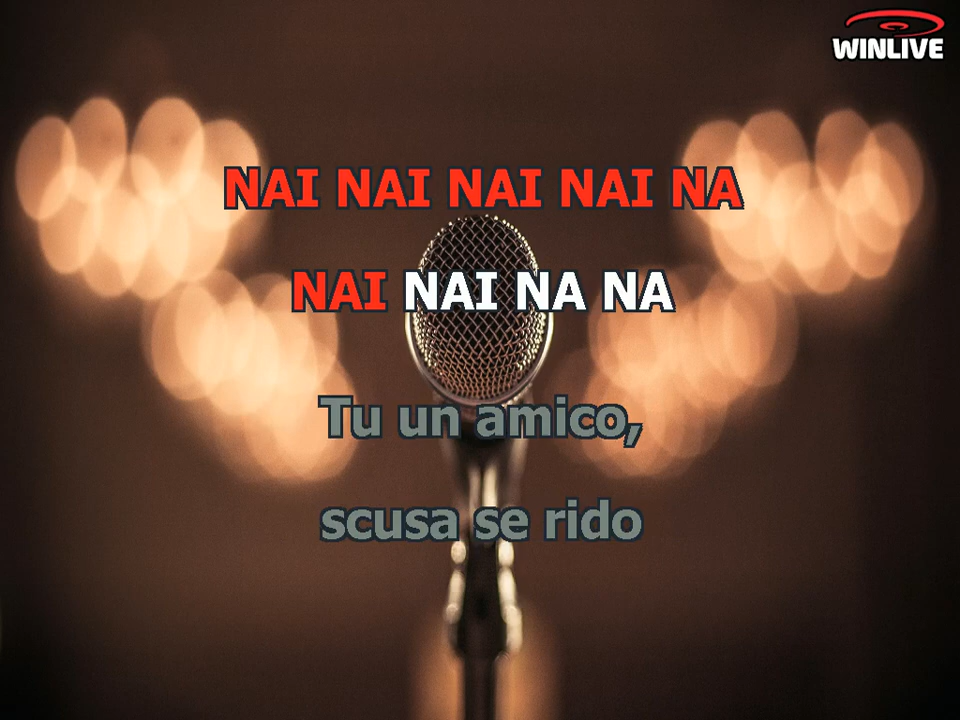 WINLIVE
NAI NAI NAI NAI NA
NAI NAI NA NA
Tu un amico,
scusa se rido